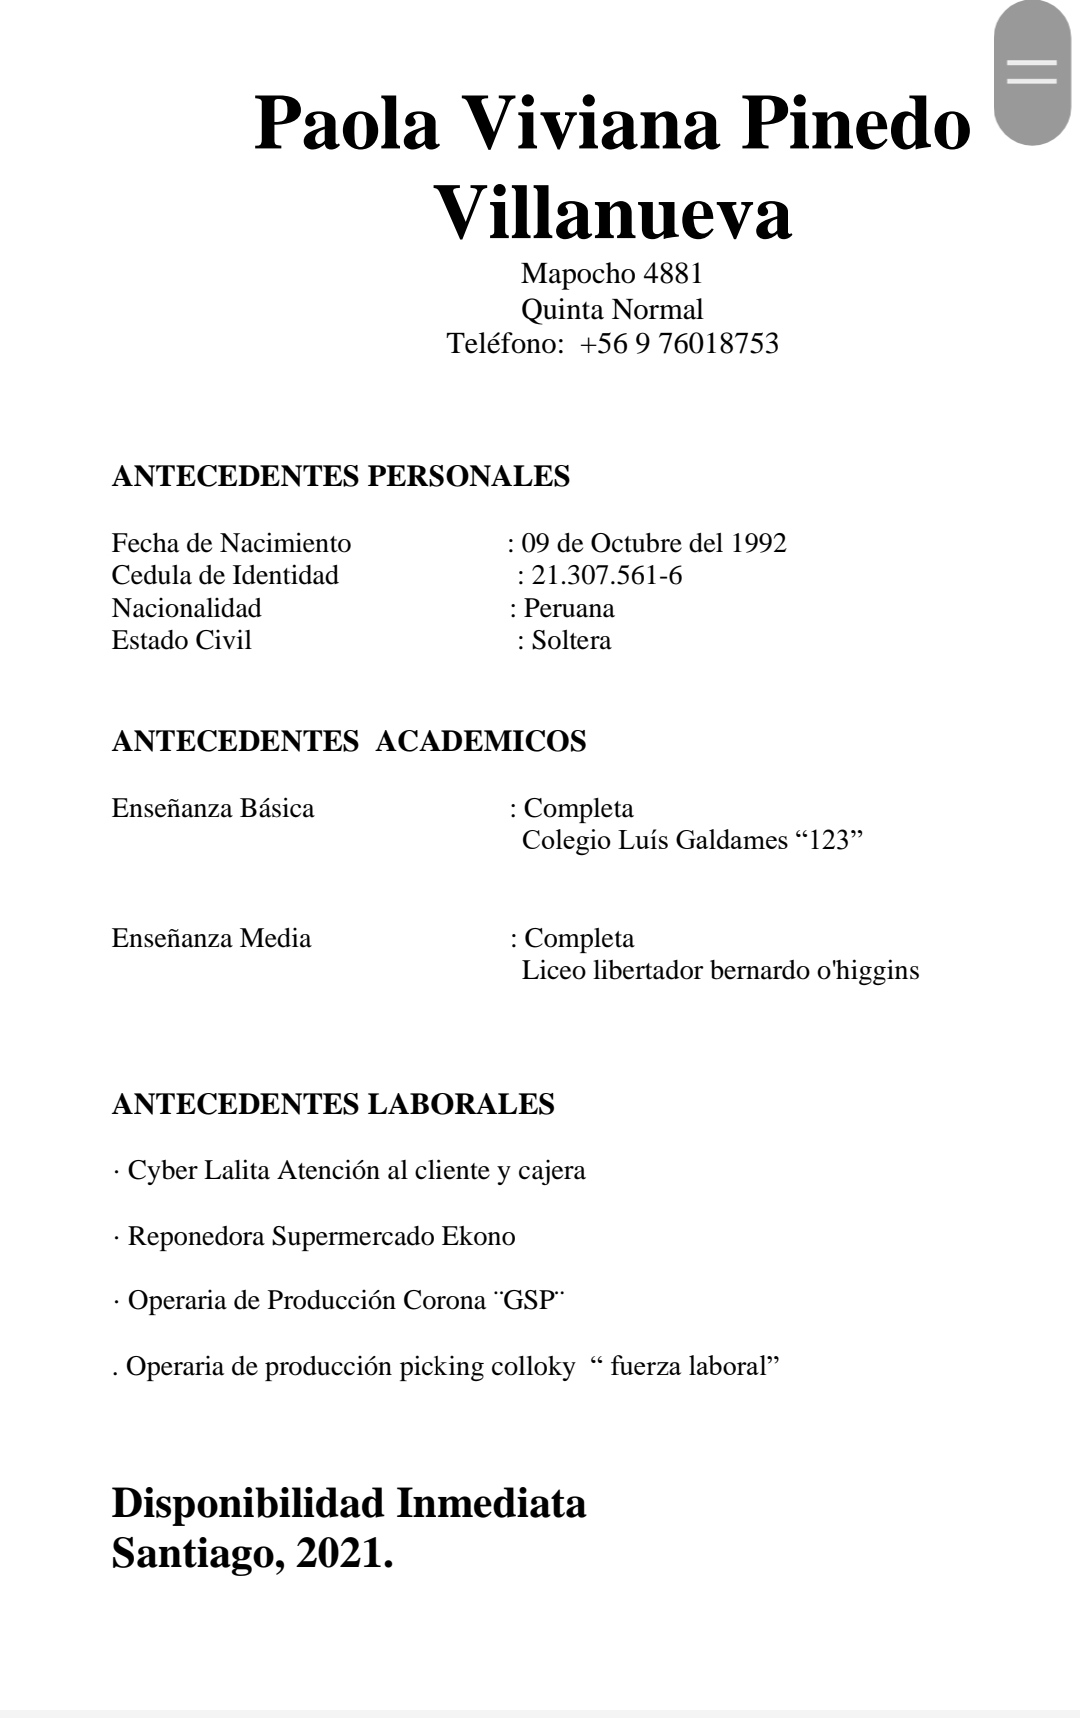 Paola Viviana Pinedo
Villanueva
Mapocho 4881
Quinta Normal
Teléfono:  +56 9 76018753
ANTECEDENTES PERSONALES
Fecha de Nacimiento : 09 de Octubre del 1992
Cedula de Identidad : 21.307.561-6
Nacionalidad : Peruana
Estado Civil : Soltera
ANTECEDENTES  ACADEMICOS
Enseñanza Básica : Completa
Colegio Luís Galdames “123”
Enseñanza Media : Completa
Liceo libertador bernardo o'higgins
ANTECEDENTES LABORALES
· Cyber Lalita Atención al cliente y cajera
· Reponedora Supermercado Ekono
· Operaria de Producción Corona ¨GSP¨
. Operaria de producción picking colloky  “ fuerza laboral”
Disponibilidad Inmediata
Santiago, 2021.